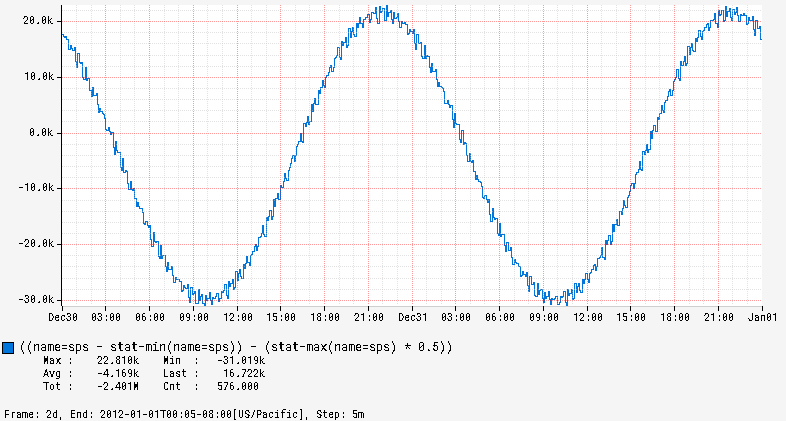 20.0k
10.0k
0.0k
-10.0k
-20.0k
-30.0k
Dec30 03:00 06:00 09:00 12:00 15:00 18:00 21:00 Dec31 03:00 06:00 09:00 12:00 15:00 18:00 21:00 Jan01
((name=sps - stat-min(name=sps)) - (stat-max(name=sps) * 0.5))
Max : 22.810k Min : -31.019k
Avg : -4.169k Last : 16.722k
Tot : -2.401M Cnt : 576.000
Frame: 2d, End: 2012-01-01T00:05-08:00[US/Pacific], Step: 5m